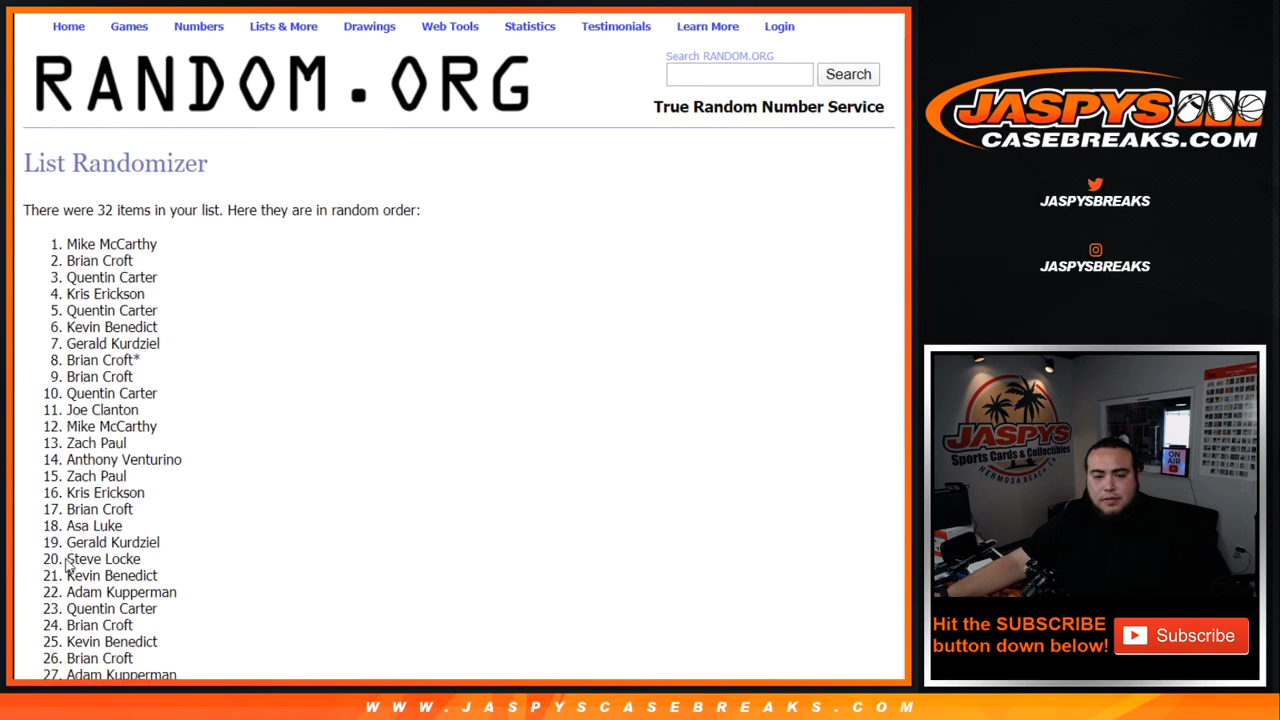 Home Games Numbers Lists & More Drawings Web Tools Statistics Testimonials Learn More Login
RANDOM.ORG
Search RANDOM.ORG
Search
True Random Number Service
List Randomizer
There were 32 items in your list. Here they are in random order:
1. Mike McCarthy
2. Brian Croft
3. Quentin Carter
4. Kris Erickson
5. Quentin Carter
6. Kevin Benedict
7. Gerald Kurdziel
8. Brian Croft*
9. Brian Croft
10. Quentin Carter
11. Joe Clanton
12. Mike McCarthy
13. Zach Paul
14. Anthony Venturino
15. Zach Paul
16. Kris Erickson
17. Brian Croft
18. Asa Luke
19. Gerald Kurdziel
20. Steve Locke
21. Kevin Benedict
22. Adam Kupperman
23. Quentin Carter
24. Brian Croft
25. Kevin Benedict
26. Brian Croft
27. Adam Kupperman
JASPYS
CASEBREAKS.COM
JASPYSBREAKS
JASPYSBREAKS
JASPYS
Sports Cards & Collectibles
HERMOSA BEACH, CA
ON
AIR
Hit the SUBSCRIBE
button down below!
Subscribe
WWW.JASPYSCASEBREAKS.COM